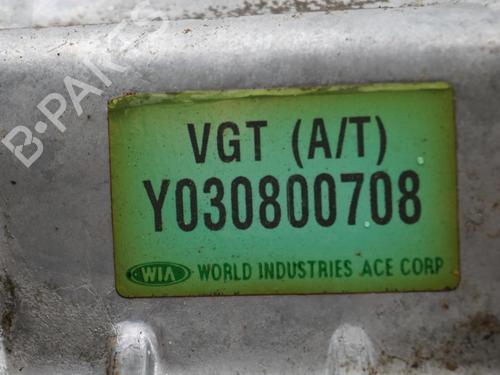 B-PARTS
VGT (A/T)
Y030800708
WIA WORLD INDUSTRIES ACE CORP